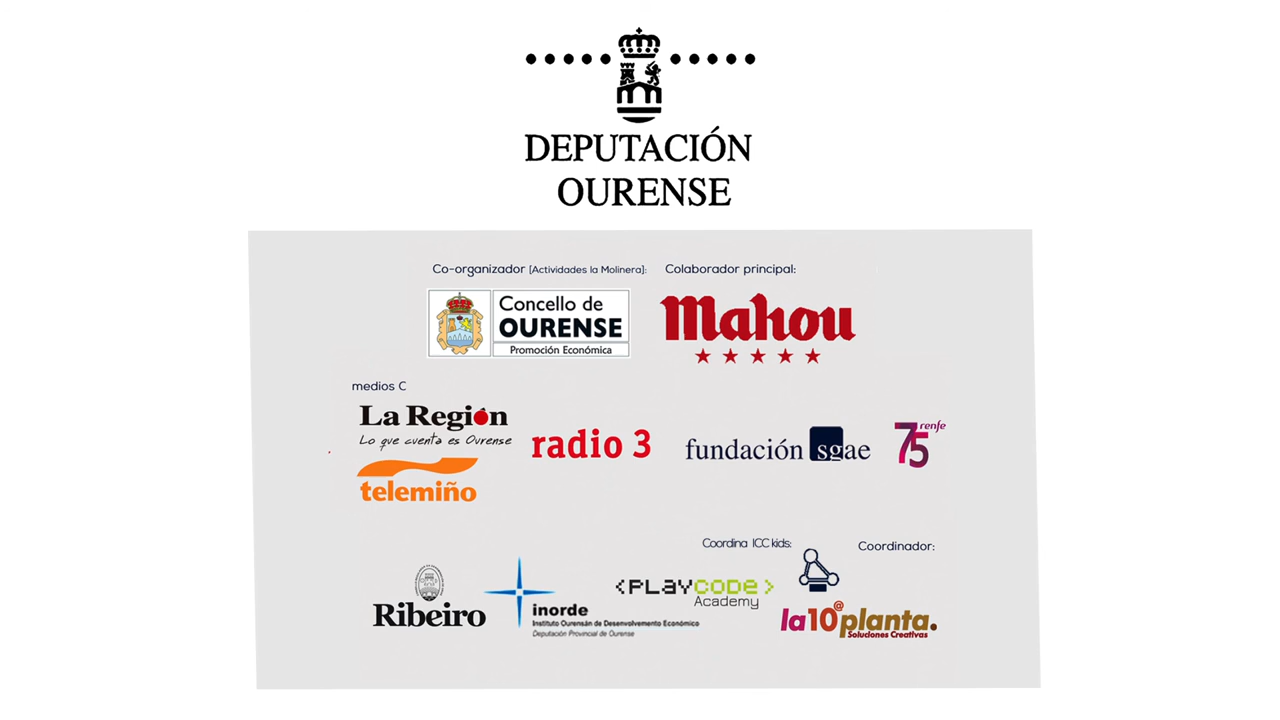 DEPUTACIÓN
OURENSE
Co-organizador [Actividades la Molinera]:
Colaborador principal:
Concello de
OURENSE
Promoción Económica
Mahou
medios C
La Región
Lo que cuenta es Ourense
telemiño
radio 3
fundación sgae
75 renfe
Coordina ICC kids:
Coordinador:
Ribeiro
inorde
Instituto Ourensán de Desenvolvemento Económico
Deputación Provincial de Ourense
<PLAYCODE>
Academy
la10@planta.
Soluciones Creativas